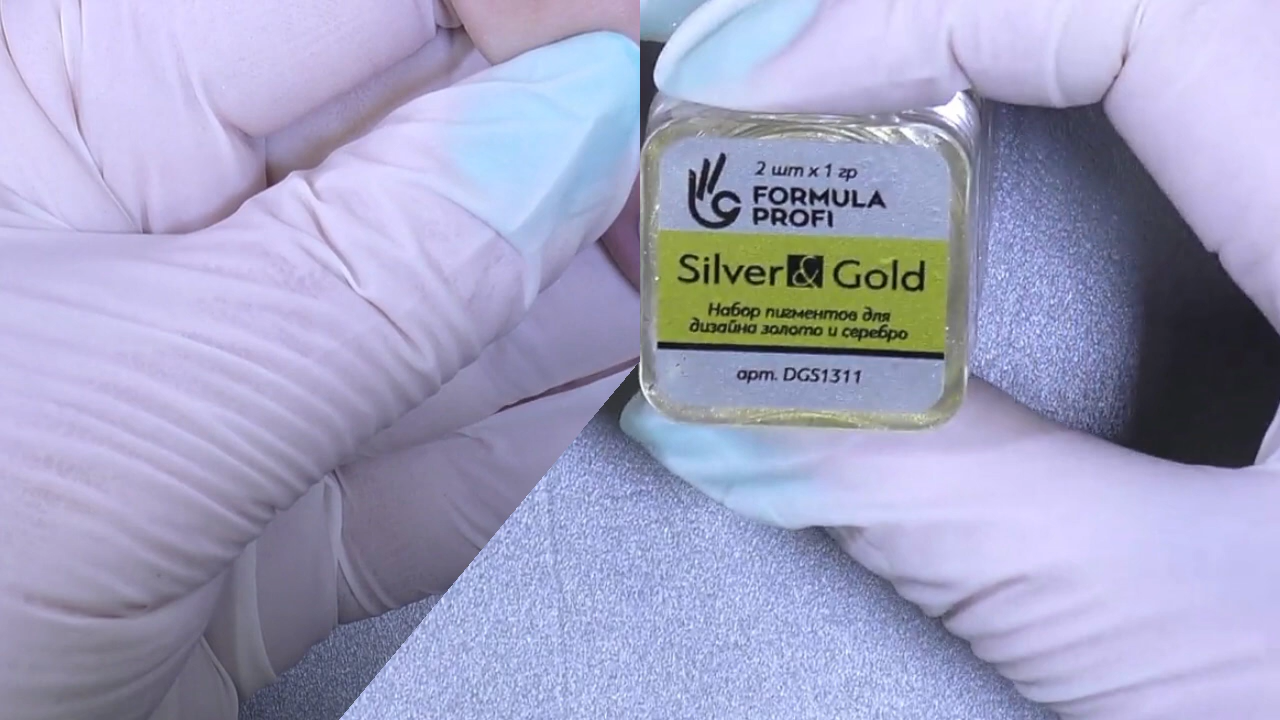 2 шт x 1 гр
FORMULA
PROFI
Silver & Gold
Набор пигментов для
дизайна золото и серебро
арт. DGS1311